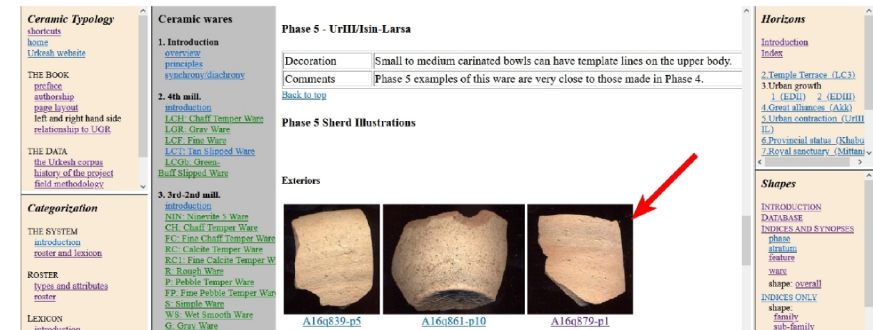 Ceramic Typology
shortcuts
home
Urkesh website
THE BOOK
preface
authorship
page layout
left and right hand side
relationship to UGR
THE DATA
the Urkesh corpus
history of the project
field methodology
Categorization
THE SYSTEM
introduction
roster and lexicon
ROSTER
types and attributes
roster
LEXICON
introduction
Ceramic wares
1. Introduction
overview
principles
synchrony/diachrony
2. 4th mill.
introduction
LCH: Chaff Temper Ware
LGR: Gray Ware
LCF: Fine Ware
LCT: Tan Slipped Ware
LCGb: Green-
Buff Slipped Ware
3. 3rd-2nd mill.
introduction
NIN: Ninevite 5 Ware
CH: Chaff Temper Ware
FC: Fine Chaff Temper Ware
RC: Calcite Temper Ware
RC1: Fine Calcite Temper W
R: Rough Ware
P: Pebble Temper Ware
FP: Fine Pebble Temper War
S: Simple Ware
WS: Wet Smooth Ware
G: Gray Ware
Phase 5 - UrIII/Isin-Larsa
Decoration Small to medium carinated bowls can have template lines on the upper body.
Comments Phase 5 examples of this ware are very close to those made in Phase 4.
Back to top
Phase 5 Sherd Illustrations
Exteriors
A16q839-p5 A16q861-p10 A16q879-p1
Horizons
Introduction
Index
2.Temple Terrace (LC3)
3.Urban growth
1 (EDII) 2 (EDIII)
4.Great alliances (Akk)
5.Urban contraction (UrIII
IL)
6.Provincial status (Khabu
7.Royal sanctuary (Mittani
Shapes
INTRODUCTION
DATABASE
INDICES AND SYNOPSES
phase
stratum
feature
ware
shape: overall
INDICES ONLY
shape:
family
sub-family